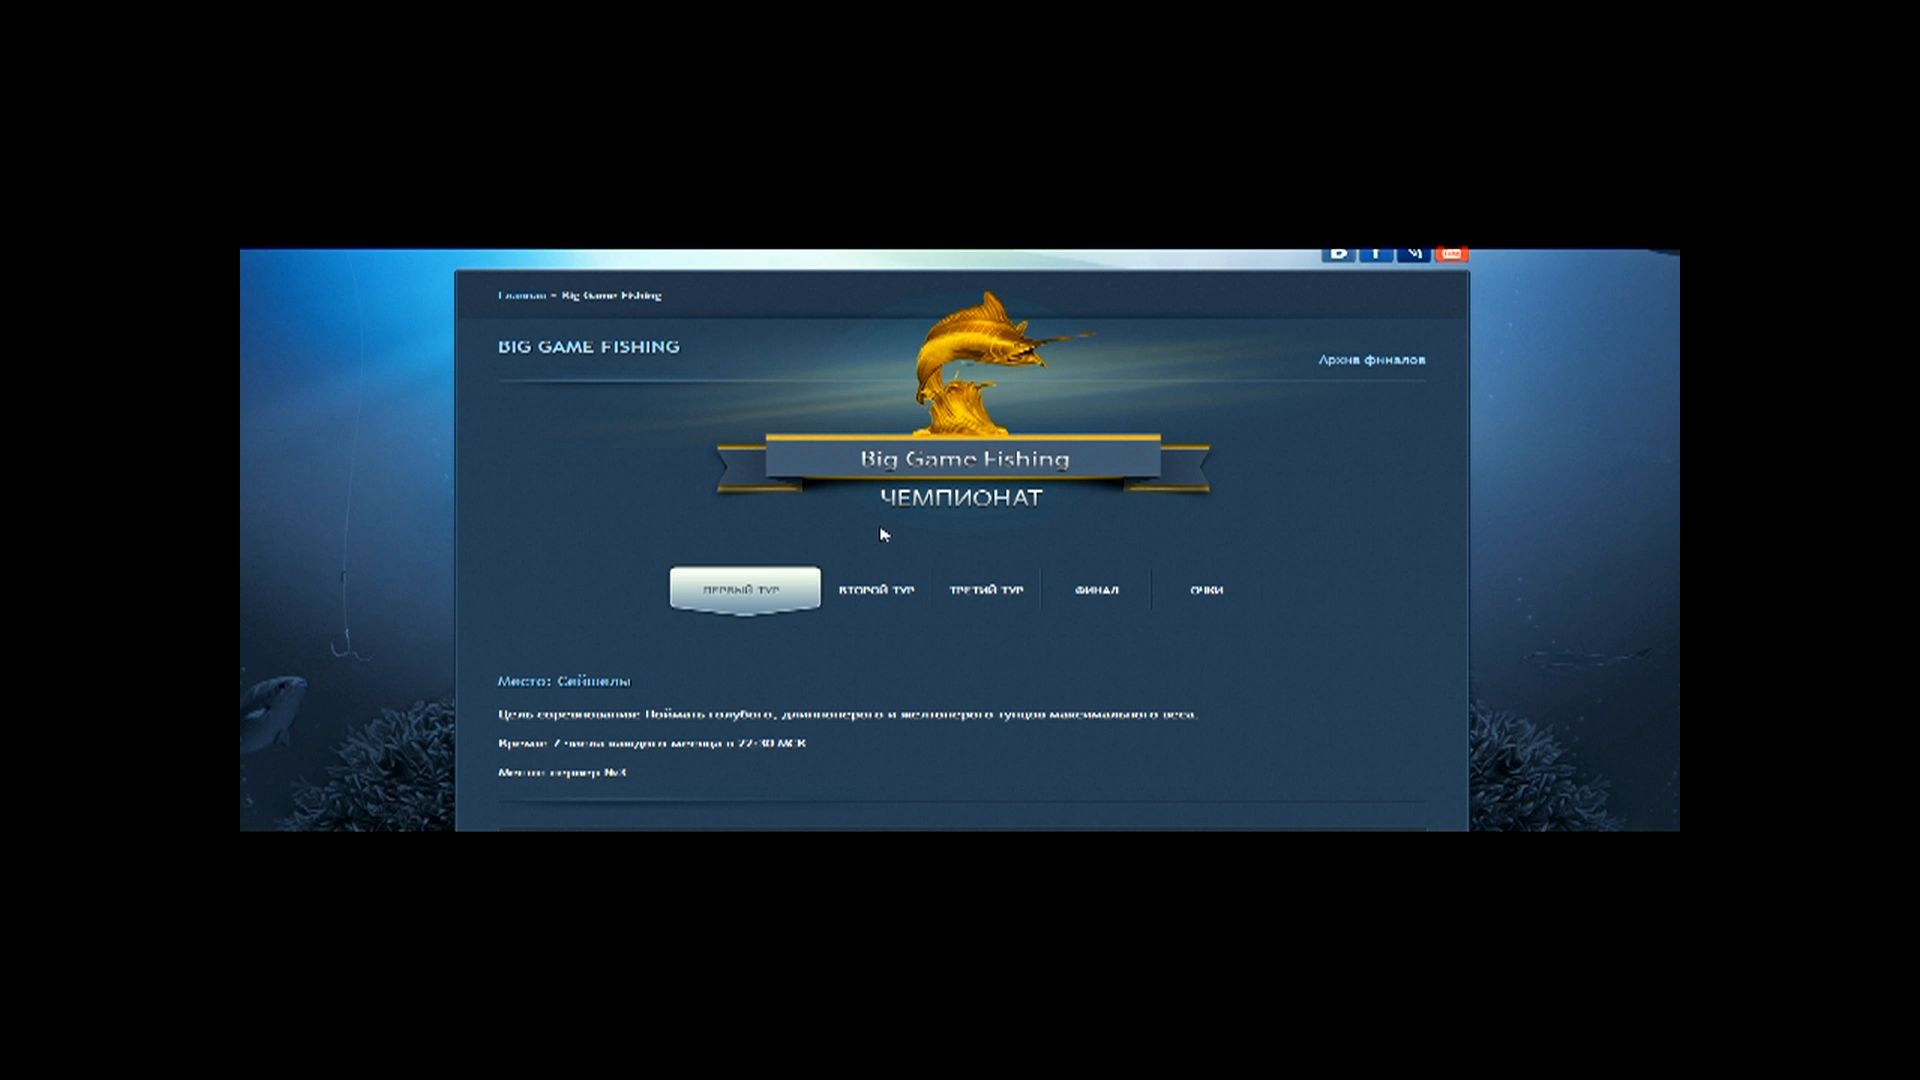 Главная - Big Game Fishing
BIG GAME FISHING
Архив финалов
Big Game Fishing
ЧЕМПИОНАТ
ПЕРВЫЙ ТУР
ВТОРОЙ ТУР
ТРЕТИЙ ТУР
ФИНАЛ
ОЧКИ
Место: Сейшелы
Цель соревнования: Поймать голубого, длинноперого и желтоперого тунцов максимального веса.
Время: 7 числа каждого месяца в 22:30 МСК
Место: сервер №3